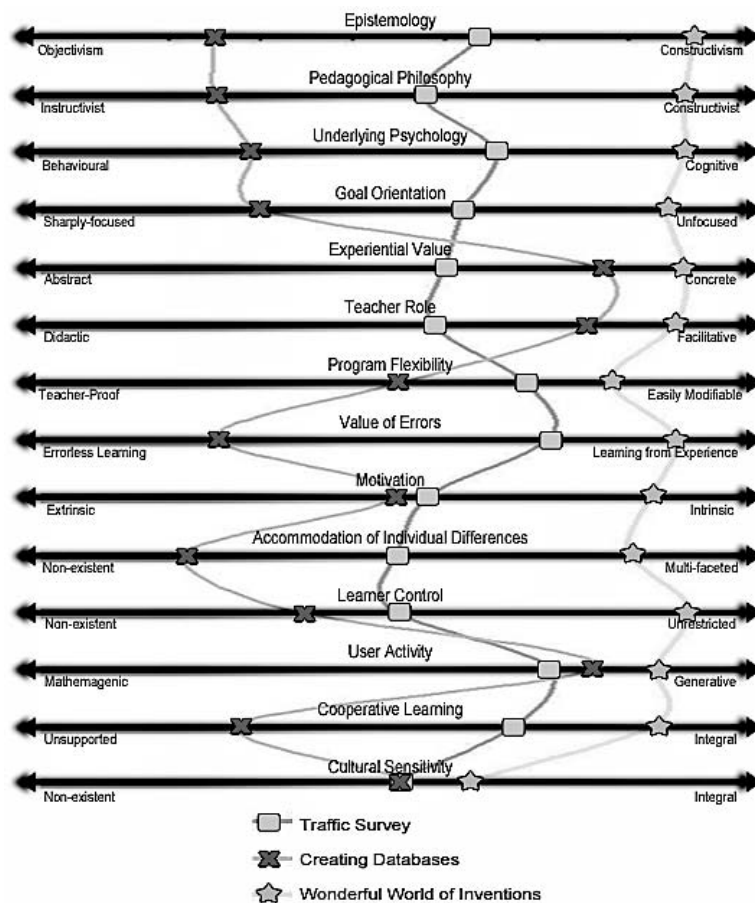 Epistemology
Objectivism Constructivism
Pedagogical Philosophy
Instructivist Constructivist
Underlying Psychology
Behavioural Cognitive
Goal Orientation
Sharply-focused Unfocused
Experiential Value
Abstract Concrete
Teacher Role
Didactic Facilitative
Program Flexibility
Teacher-Proof Easily Modifiable
Value of Errors
Errorless Learning Learning from Experience
Motivation
Extrinsic Intrinsic
Accommodation of Individual Differences
Non-existent Multi-faceted
Learner Control
Non-existent Unrestricted
User Activity
Mathemagenic Generative
Cooperative Learning
Unsupported Integral
Cultural Sensitivity
Non-existent Integral
Traffic Survey
Creating Databases
Wonderful World of Inventions